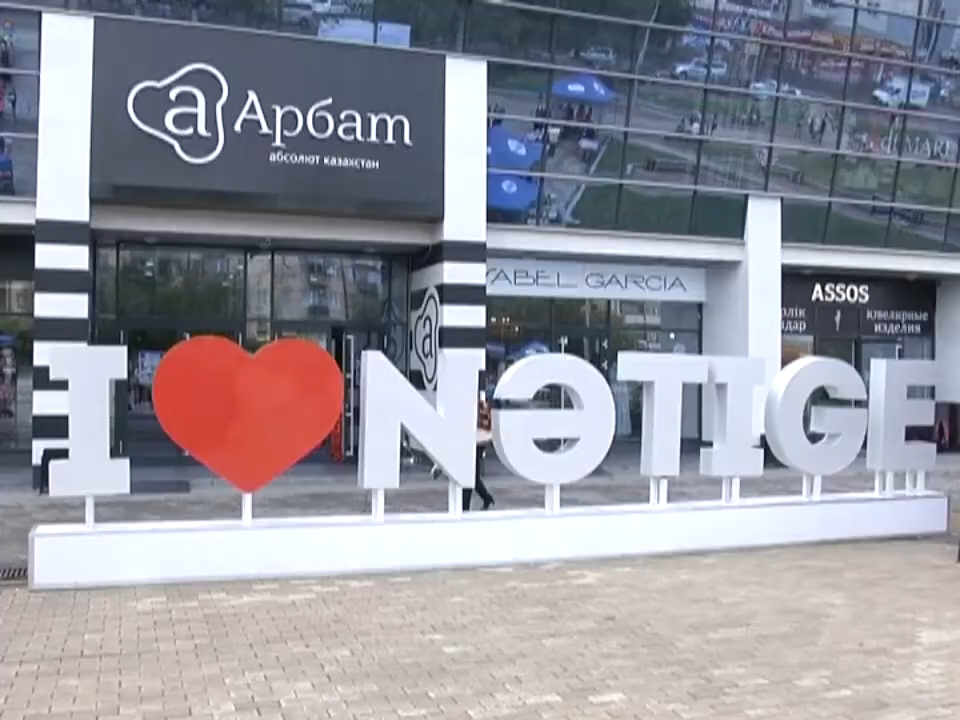 a Арбат
абсолют казахстан
YABEL GARCIA
ASSOS
Ювелирные
изделия
a
I ❤ NƏTIGE